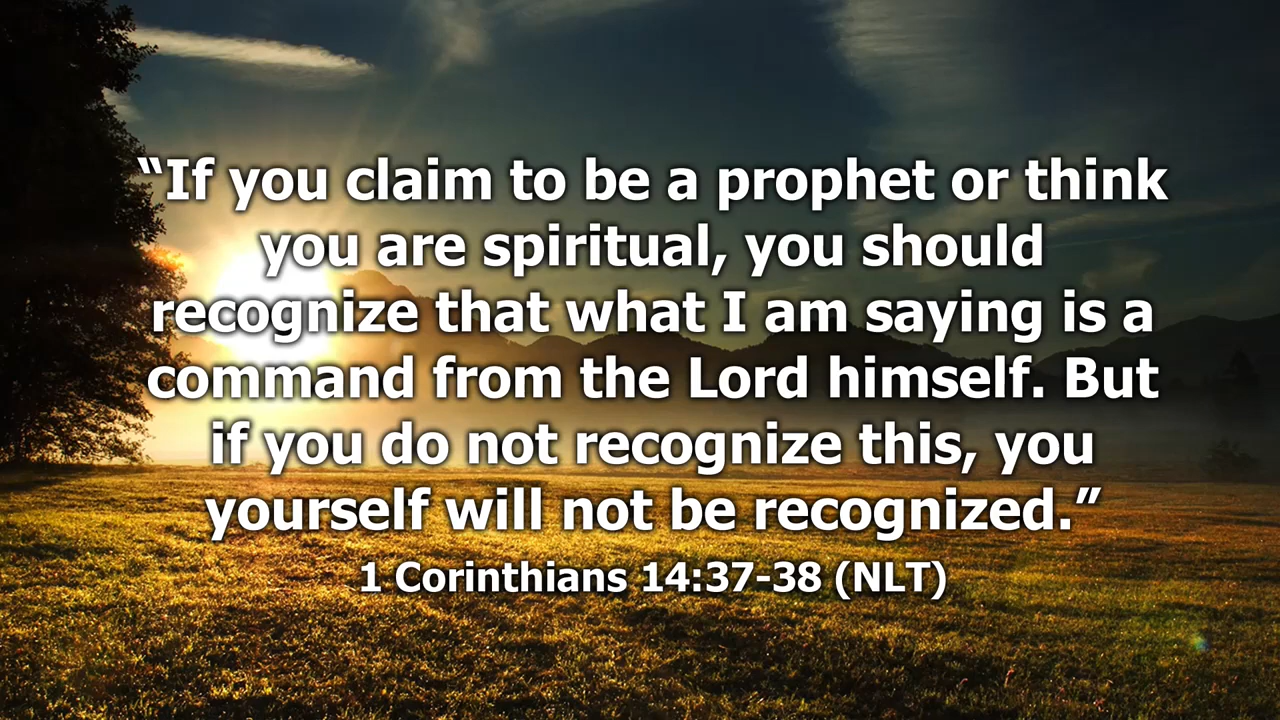 “If you claim to be a prophet or think
you are spiritual, you should
recognize that what I am saying is a
command from the Lord himself. But
if you do not recognize this, you
yourself will not be recognized.”
1 Corinthians 14:37-38 (NLT)